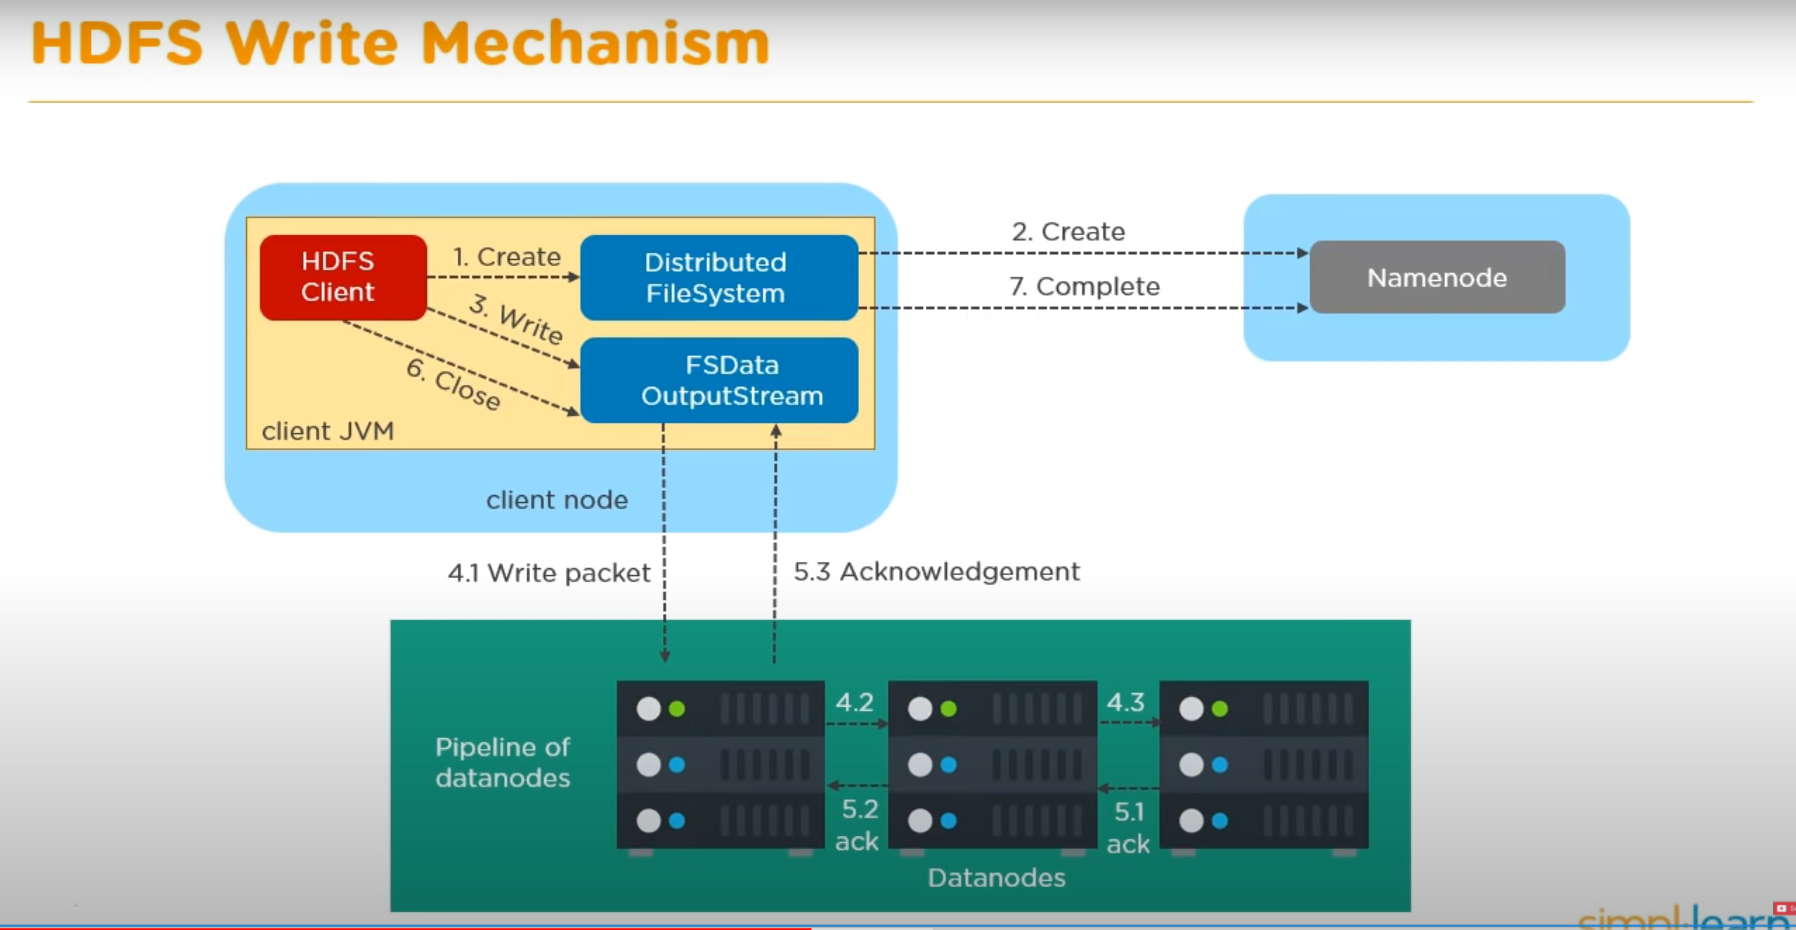 HDFS Write Mechanism
HDFS
Client
1. Create
Distributed
FileSystem
2. Create
7. Complete
Namenode
3. Write
6. Close
FSData
OutputStream
client JVM
client node
4.1 Write packet
5.3 Acknowledgement
Pipeline of
datanodes
4.2
4.3
5.2
ack
5.1
ack
Datanodes
simplilearn